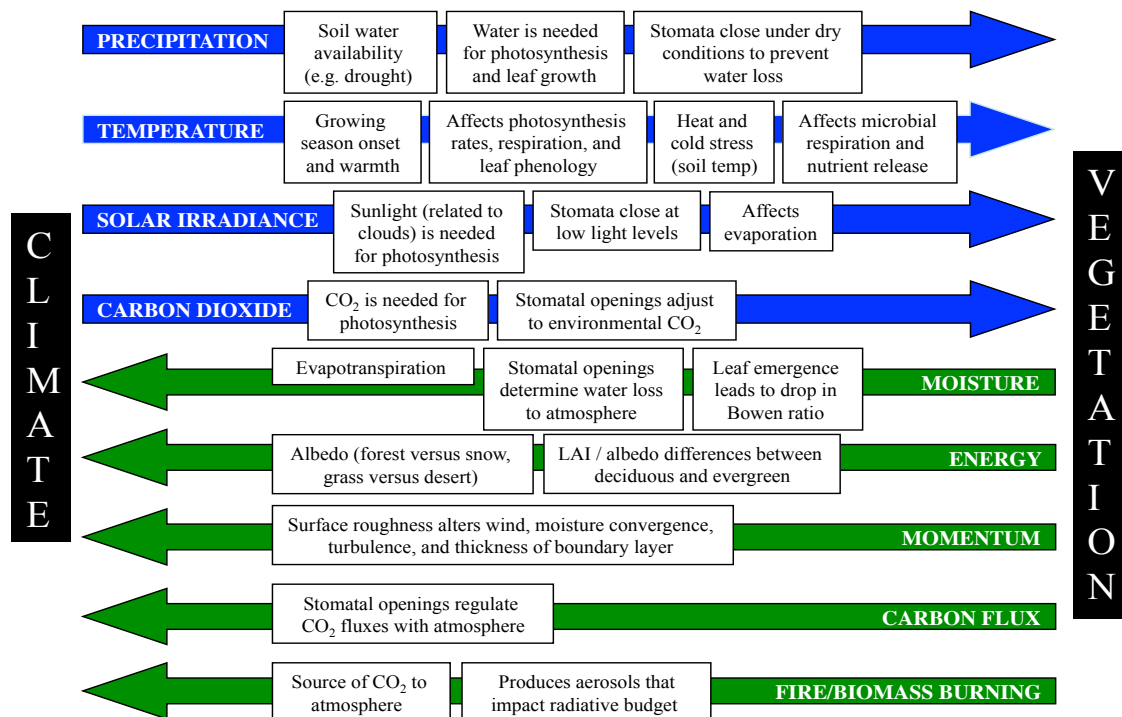 PRECIPITATION
Soil water
availability
(e.g. drought)
Water is needed
for photosynthesis
and leaf growth
Stomata close under dry
conditions to prevent
water loss
TEMPERATURE
Growing
season onset
and warmth
Affects photosynthesis
rates, respiration, and
leaf phenology
Heat and
cold stress
(soil temp)
Affects microbial
respiration and
nutrient release
SOLAR IRRADIANCE
Sunlight (related to
clouds) is needed
for photosynthesis
Stomata close at
low light levels
Affects
evaporation
CARBON DIOXIDE
CO₂ is needed for
photosynthesis
Stomatal openings adjust
to environmental CO₂
Evapotranspiration
Stomatal openings
determine water loss
to atmosphere
Leaf emergence
leads to drop in
Bowen ratio
MOISTURE
Albedo (forest versus snow,
grass versus desert)
LAI / albedo differences between
deciduous and evergreen
ENERGY
Surface roughness alters wind, moisture convergence,
turbulence, and thickness of boundary layer
MOMENTUM
Stomatal openings regulate
CO₂ fluxes with atmosphere
CARBON FLUX
Source of CO₂ to
atmosphere
Produces aerosols that
impact radiative budget
FIRE/BIOMASS BURNING
CLIMATE
VEGETATION